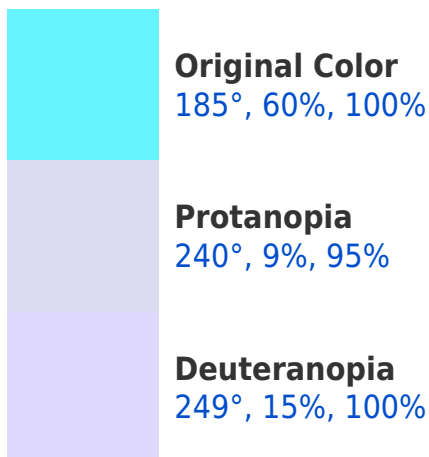 Original Color
185°, 60%, 100%
Protanopia
240°, 9%, 95%
Deuteranopia
249°, 15%, 100%